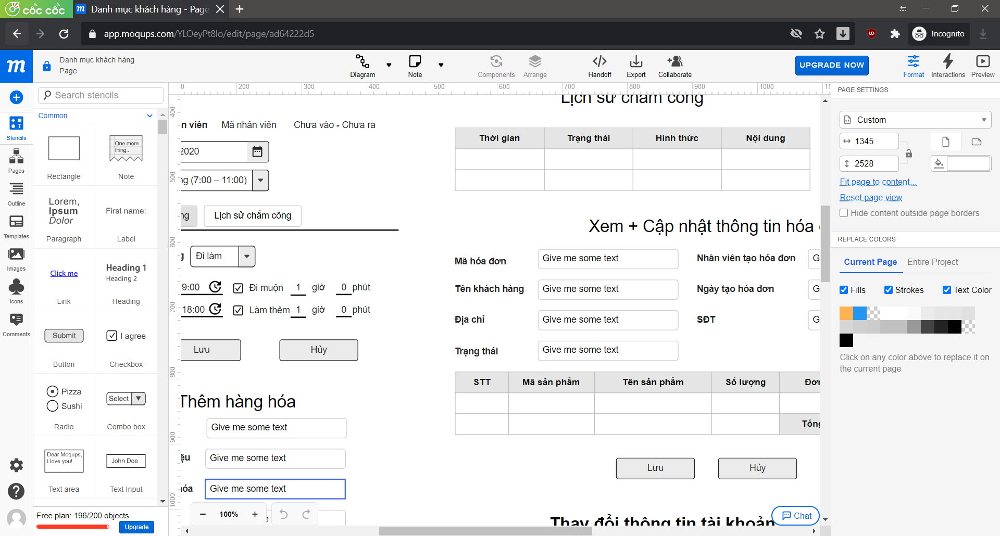 cốc cốc
Danh mục khách hàng - Page
app.moqups.com/YLOeyPt8lo/edit/page/ad64222d5
Incognito
Danh mục khách hàng
Page
Diagram
Note
Components
Arrange
Handoff
Export
Collaborate
UPGRADE NOW
Format
Interactions
Preview
Search stencils
Common
Stencils
Pages
Outline
Templates
Images
Icons
Comments
One more
thing..
Rectangle
Note
Lorem,
Ipsum
Dolor
First name:
Paragraph
Label
Click me
Heading 1
Heading 2
Link
Heading
Submit
I agree
Button
Checkbox
Pizza
Sushi
Select
Radio
Combo box
Dear Moqups,
I love you!
John Doe
Text area
Text Input
Free plan: 196/200 objects
Upgrade
0 200 300 400 500 600 700 800 900 1000 11
400
500
600
700
800
900
1000
n viên Mã nhân viên Chưa vào - Chưa ra
2020
ng (7:00 – 11:00)
ng Lịch sử chấm công
g Đi làm
9:00 Đi muộn 1 giờ 0 phút
18:00 Làm thêm 1 giờ 0 phút
Lưu Hủy
Thêm hàng hóa
Give me some text
ệu Give me some text
óa Give me some text
100%
Lịch sử chấm công
Thời gian Trạng thái Hình thức Nội dung
Xem + Cập nhật thông tin hóa
Mã hóa đơn Give me some text Nhân viên tạo hóa đơn G
Tên khách hàng Give me some text Ngày tạo hóa đơn G
Địa chỉ Give me some text SĐT G
Trạng thái Give me some text
STT Mã sản phẩm Tên sản phẩm Số lượng Đơn
Tổng
Lưu Hủy
Thay đổi thông tin tài khoản
Chat
PAGE SETTINGS
Custom
1345
2528
Fit page to content...
Reset page view
Hide content outside page borders
REPLACE COLORS
Current Page Entire Project
Fills Strokes Text Color
Click on any color above to replace it on
the current page